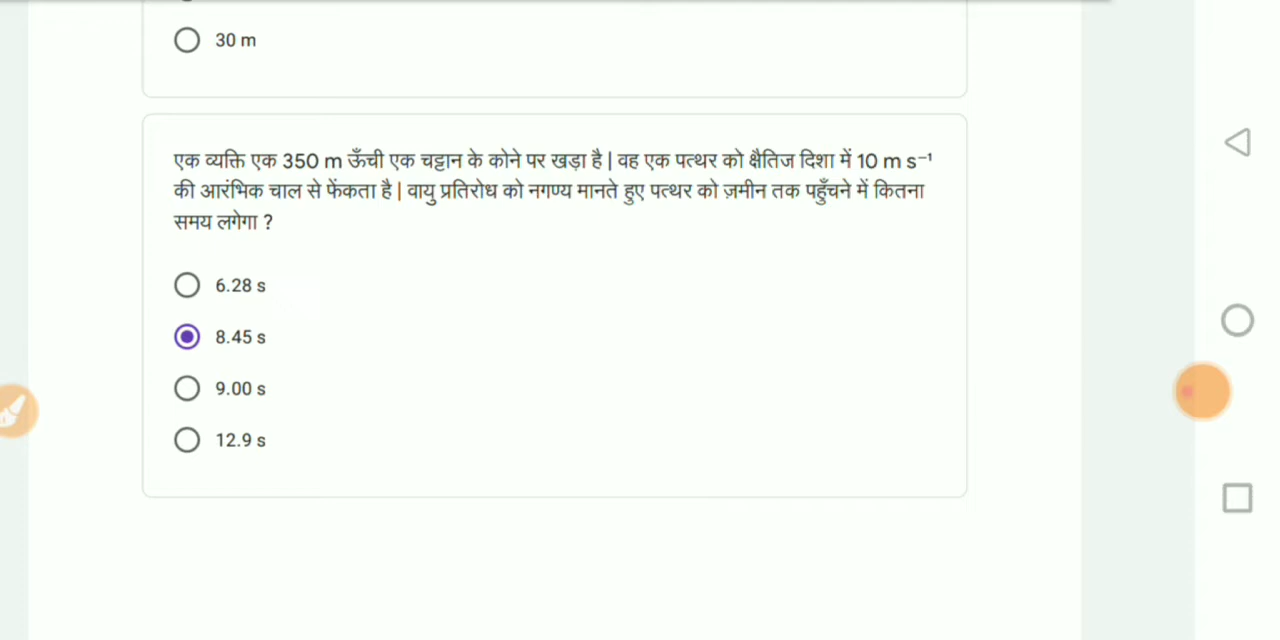 30 m
एक व्यक्ति एक 350 m ऊँची एक चट्टान के कोने पर खड़ा है | वह एक पत्थर को क्षैतिज दिशा में 10 m s⁻¹
की आरंभिक चाल से फेंकता है | वायु प्रतिरोध को नगण्य मानते हुए पत्थर को ज़मीन तक पहुँचने में कितना
समय लगेगा ?
6.28 s
8.45 s
9.00 s
12.9 s